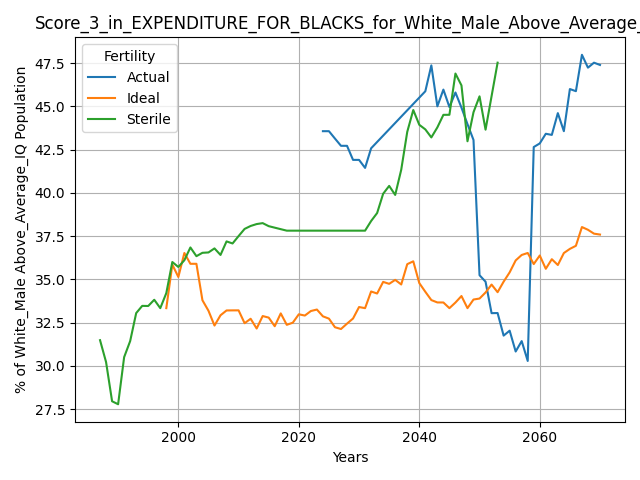 Score_3_in_EXPENDITURE_FOR_BLACKS_for_White_Male_Above_Average_
Fertility
Actual
Ideal
Sterile
% of White_Male Above_Average_IQ Population
47.5
45.0
42.5
40.0
37.5
35.0
32.5
30.0
27.5
2000
2020
2040
2060
Years